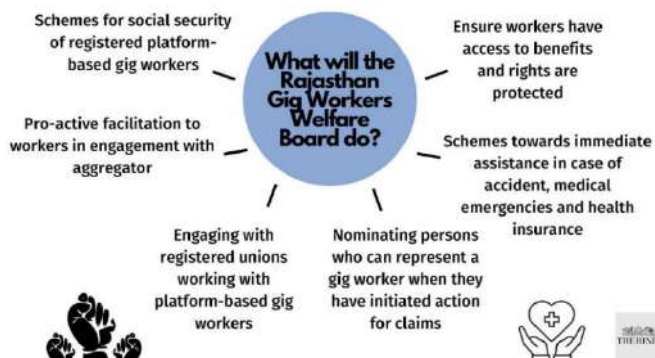 What will the
Rajasthan
Gig Workers
Welfare
Board do?
Schemes for social security
of registered platform-
based gig workers
Ensure workers have
access to benefits
and rights are
protected
Pro-active facilitation to
workers in engagement with
aggregator
Schemes towards immediate
assistance in case of
accident, medical
emergencies and health
insurance
Engaging with
registered unions
working with
platform-based gig
workers
Nominating persons
who can represent a
gig worker when they
have initiated action
for claims